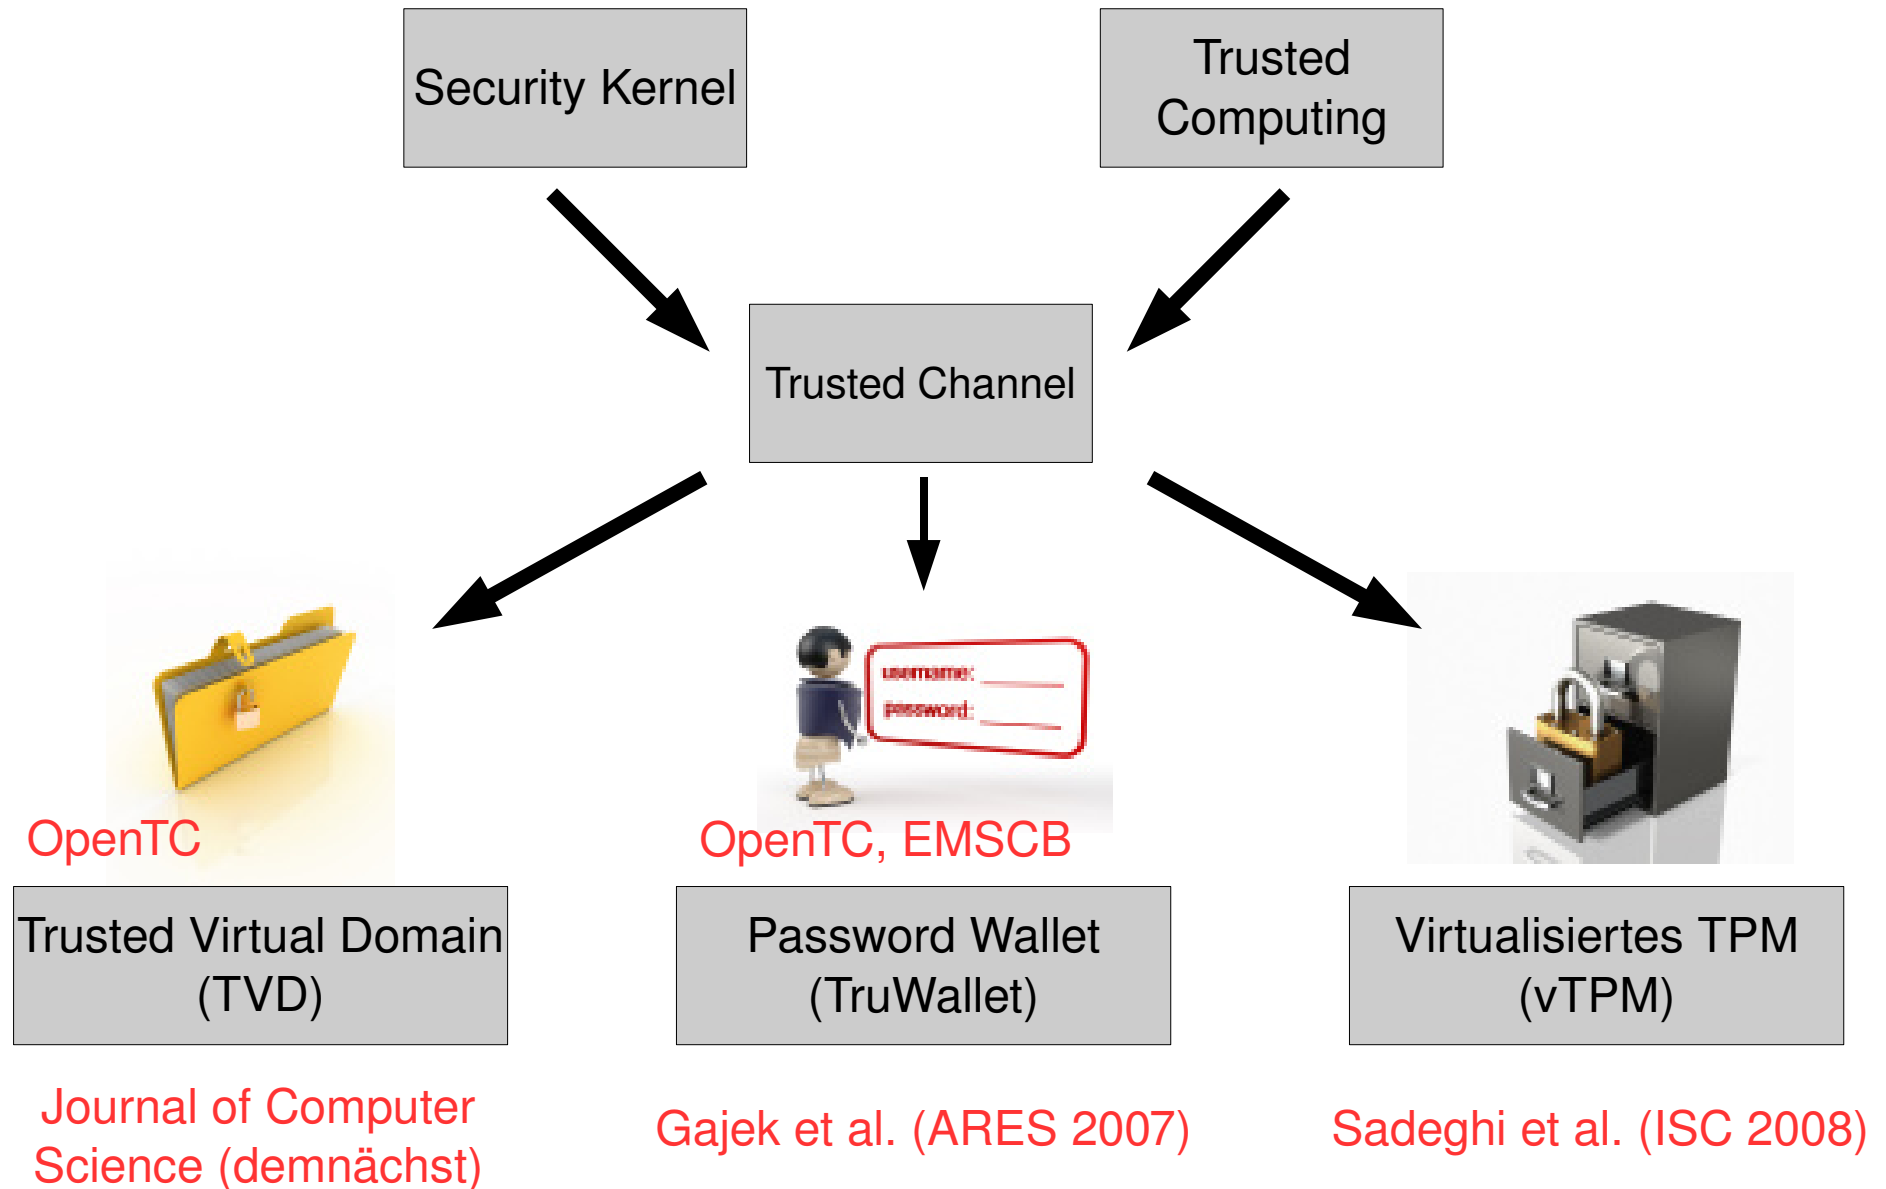 Security Kernel
Trusted
Computing
Trusted Channel
username:
password:
OpenTC
OpenTC, EMSCB
Trusted Virtual Domain
(TVD)
Password Wallet
(TruWallet)
Virtualisiertes TPM
(vTPM)
Journal of Computer
Science (demnächst)
Gajek et al. (ARES 2007)
Sadeghi et al. (ISC 2008)